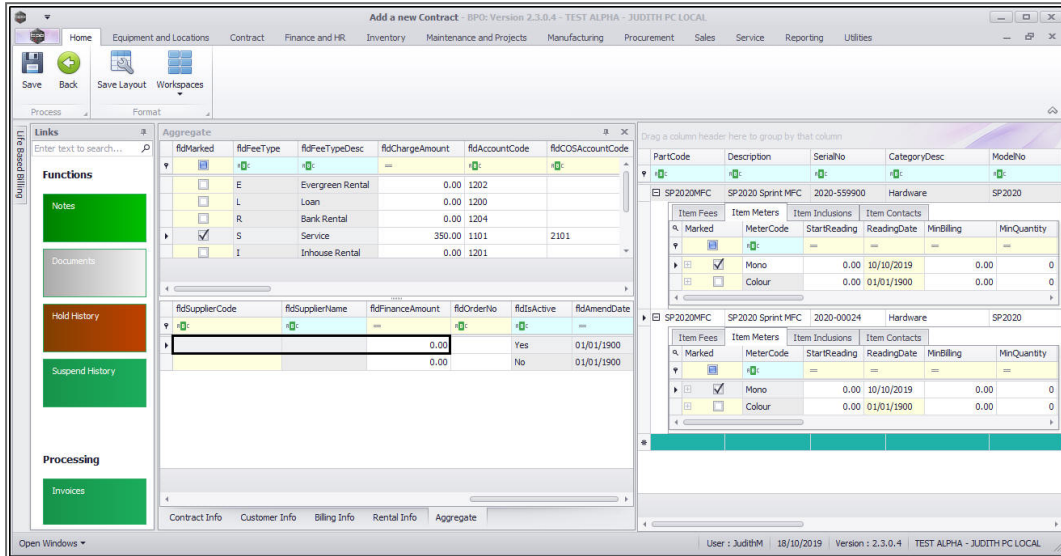 Add a new Contract - BPO: Version 2.3.0.4 - TEST ALPHA - JUDITH PC LOCAL
Home Equipment and Locations Contract Finance and HR Inventory Maintenance and Projects Manufacturing Procurement Sales Service Reporting Utilities
Save Back Save Layout Workspaces
Process Format
Life Based Billing
Links
Enter text to search...
Functions
Notes
Documents
Hold History
Suspend History
Processing
Invoices
Aggregate
fldMarked fldFeeType fldFeeTypeDesc fldChargeAmount fldAccountCode fldCOSAccountCode
E Evergreen Rental 0.00 1202
L Loan 0.00 1200
R Bank Rental 0.00 1204
S Service 350.00 1101 2101
I Inhouse Rental 0.00 1201
fldSupplierCode fldSupplierName fldFinanceAmount fldOrderNo fldIsActive fldAmendDate
0.00 Yes 01/01/1900
0.00 No 01/01/1900
Contract Info Customer Info Billing Info Rental Info Aggregate
Drag a column header here to group by that column
PartCode Description SerialNo CategoryDesc ModelNo
SP2020MFC SP2020 Sprint MFC 2020-559900 Hardware SP2020
Item Fees Item Meters Item Inclusions Item Contacts
Marked MeterCode StartReading ReadingDate MinBilling MinQuantity
Mono 0.00 10/10/2019 0.00 0
Colour 0.00 01/01/1900 0.00 0
SP2020MFC SP2020 Sprint MFC 2020-00024 Hardware SP2020
Item Fees Item Meters Item Inclusions Item Contacts
Marked MeterCode StartReading ReadingDate MinBilling MinQuantity
Mono 0.00 10/10/2019 0.00 0
Colour 0.00 01/01/1900 0.00 0
Open Windows User : JudithM 18/10/2019 Version : 2.3.0.4 TEST ALPHA - JUDITH PC LOCAL